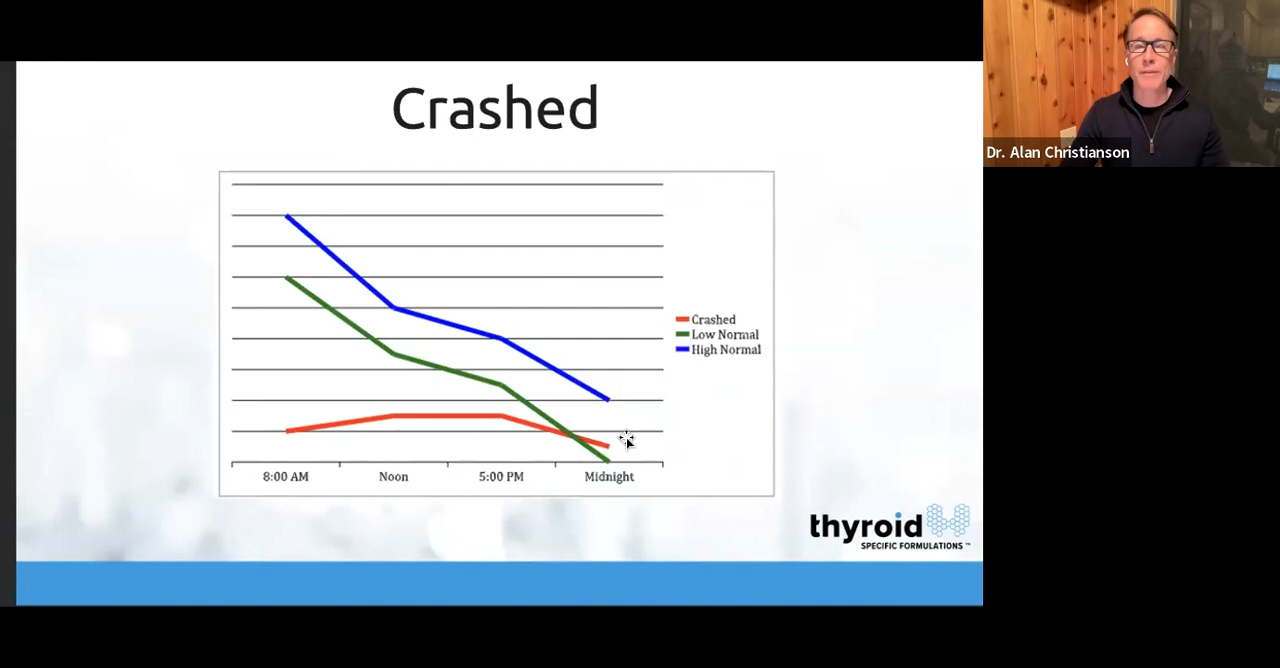 Crashed
Crashed
Low Normal
High Normal
8:00 AM
Noon
5:00 PM
Midnight
thyroid
SPECIFIC FORMULATIONS ™
Dr. Alan Christianson